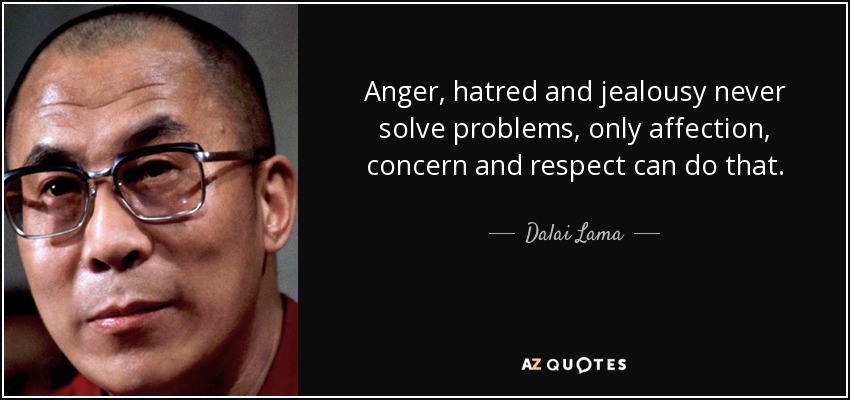 Anger, hatred and jealousy never
solve problems, only affection,
concern and respect can do that.
Dalai Lama
AZ QUOTES